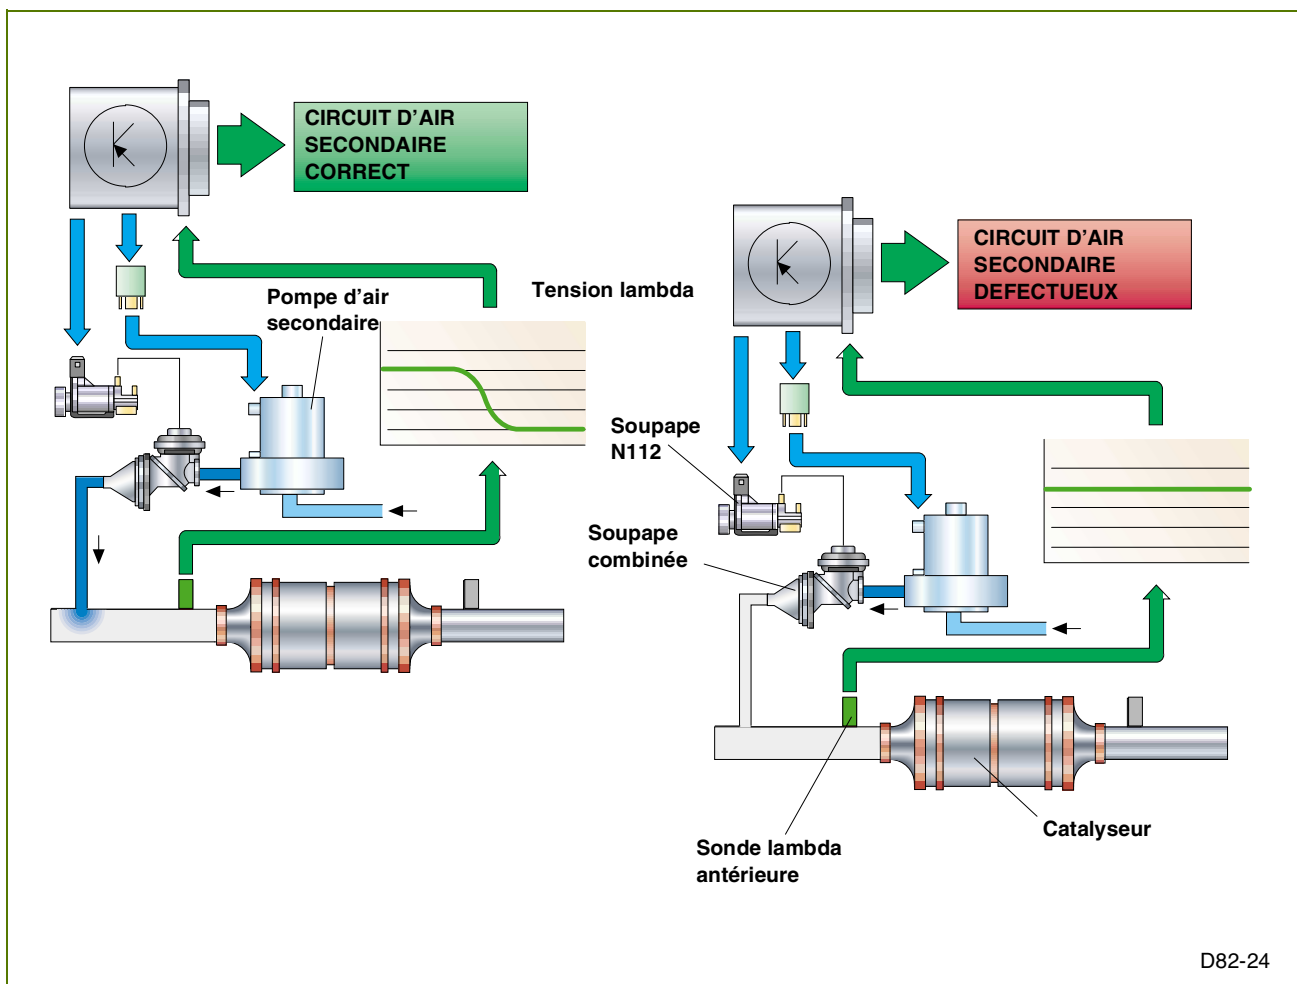 CIRCUIT D'AIR
SECONDAIRE
CORRECT
Pompe d'air
secondaire
Tension lambda
CIRCUIT D'AIR
SECONDAIRE
DEFECTUEUX
Soupape
N112
Soupape
combinée
Sonde lambda
antérieure
Catalyseur
D82-24